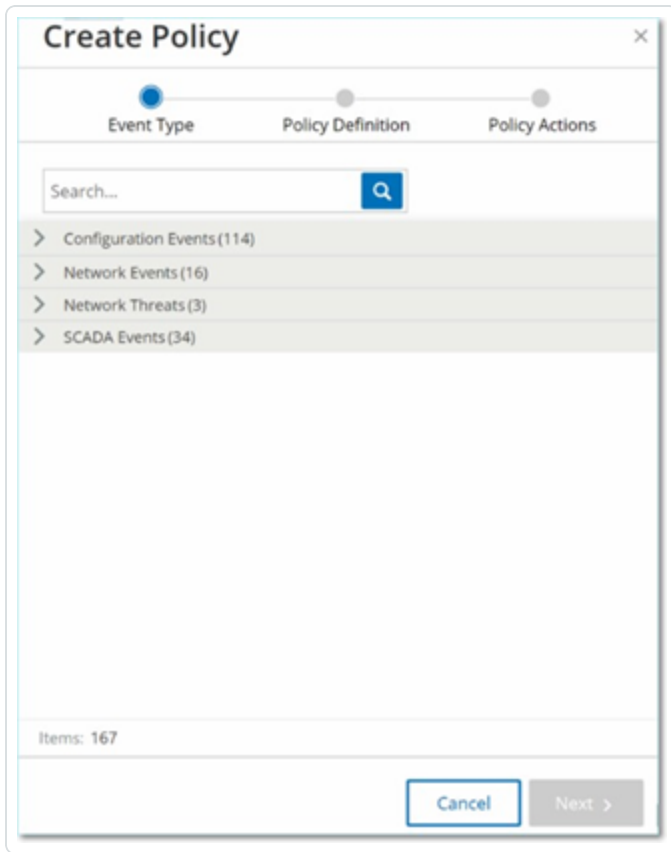 Create Policy
Event Type Policy Definition Policy Actions
Search...
Configuration Events (114)
Network Events (16)
Network Threats (3)
SCADA Events (34)
Items: 167
Cancel Next